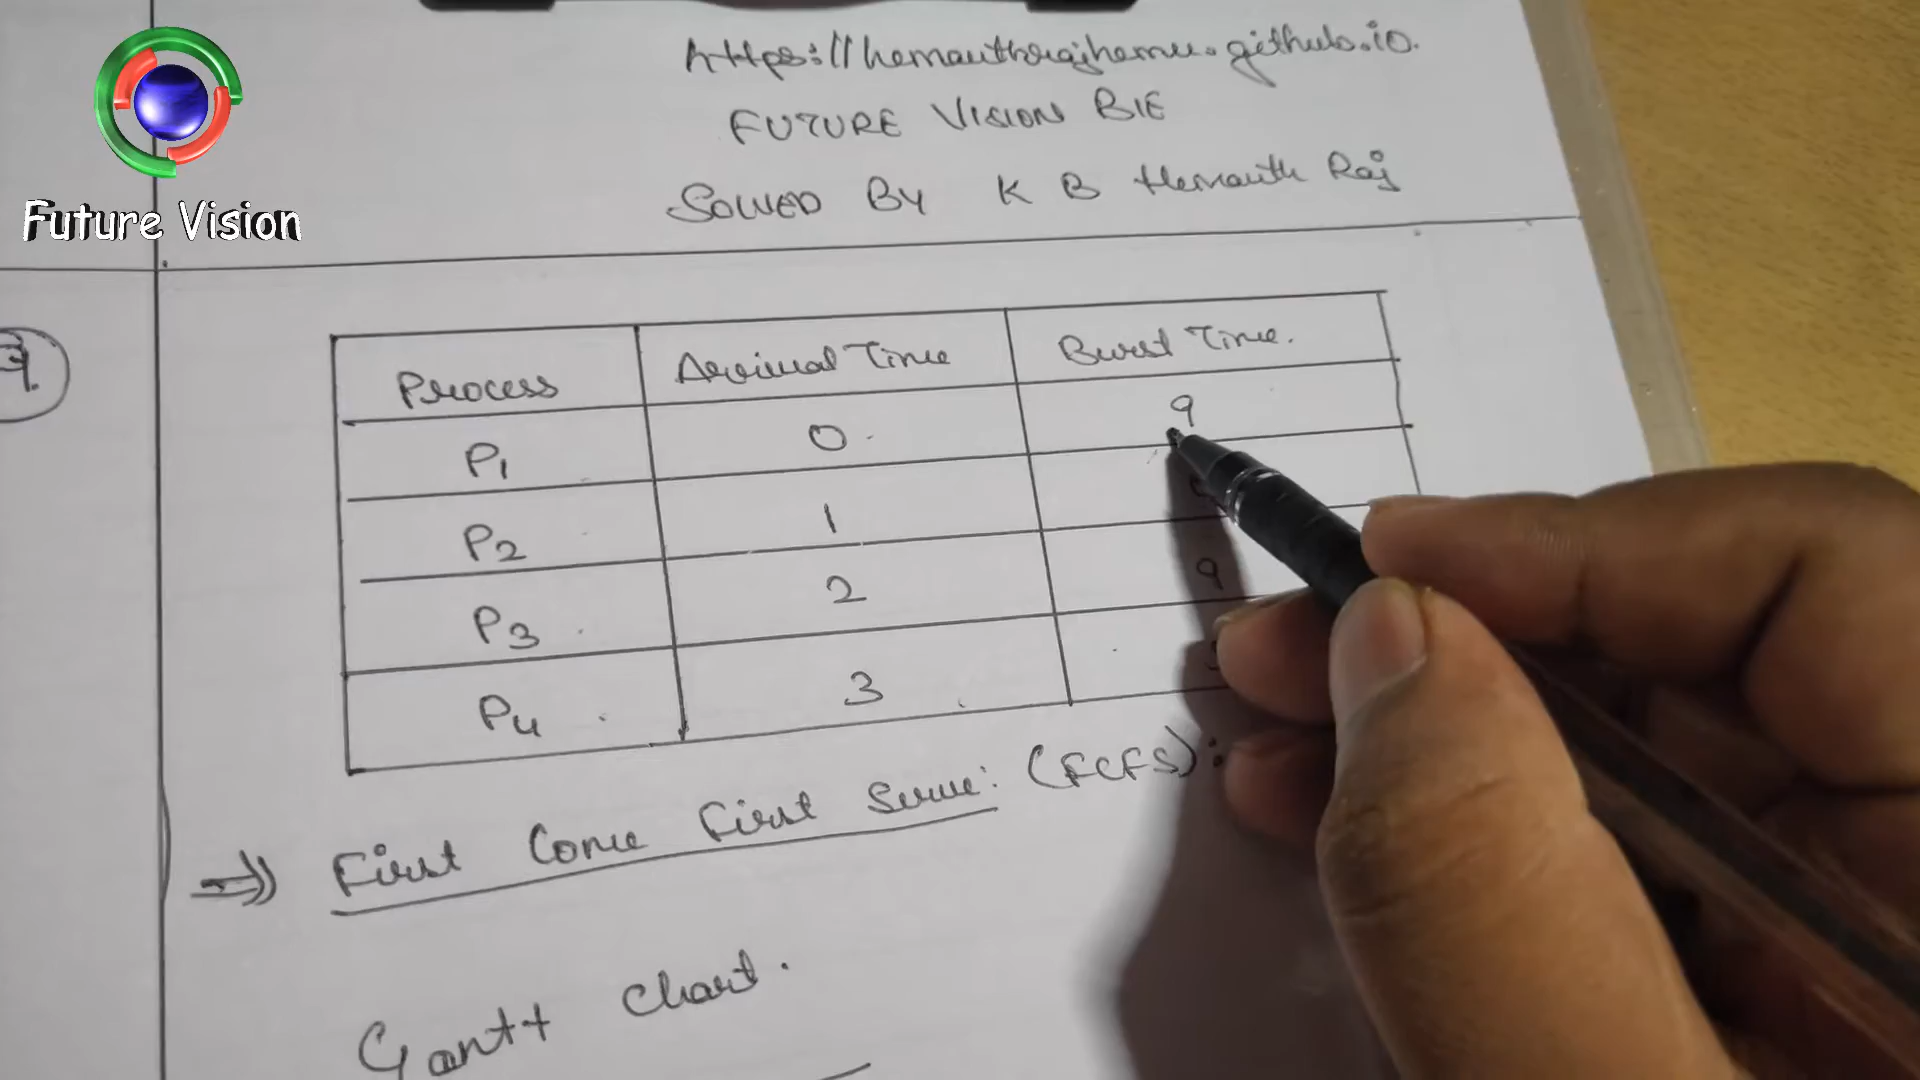 Future Vision
https://hemanthrajhemu.github.io.
FUTURE VISION BIE
SOLVED By K B Hemanth Raj
Process Arrival Time Burst Time.
P1 0 9
P2 1
P3 2 9
P4 3
⇒ First Come First Serve: (FCFS):
Gantt Chart.